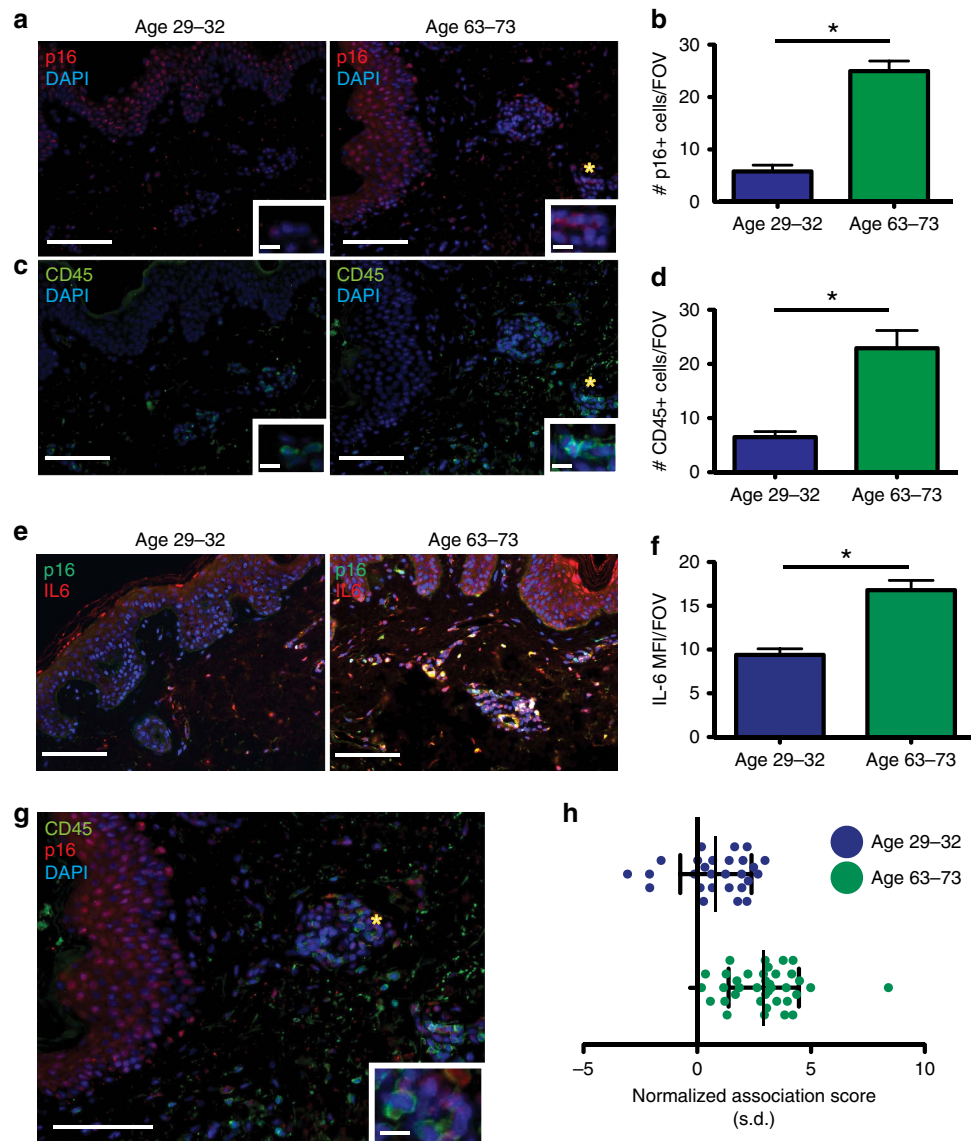 a
Age 29–32
Age 63–73
p16
DAPI
p16
DAPI
*
b
# p16+ cells/FOV
30
20
10
0
*
Age 29–32
Age 63–73
c
CD45
DAPI
CD45
DAPI
*
d
# CD45+ cells/FOV
30
20
10
0
*
Age 29–32
Age 63–73
e
Age 29–32
Age 63–73
p16
IL6
p16
IL6
f
IL-6 MFI/FOV
20
15
10
5
0
*
Age 29–32
Age 63–73
g
CD45
p16
DAPI
*
h
Age 29–32
Age 63–73
–5
0
5
10
Normalized association score
(s.d.)